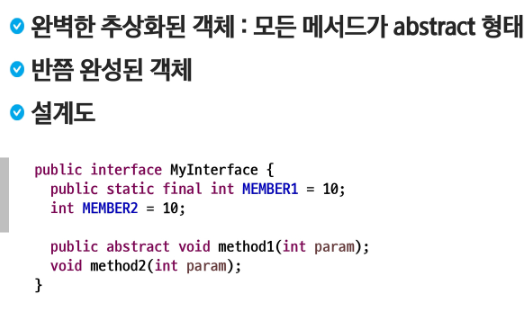 완벽한 추상화된 객체 : 모든 메서드가 abstract 형태
반쯤 완성된 객체
설계도
public interface MyInterface {
  public static final int MEMBER1 = 10;
  int MEMBER2 = 10;

  public abstract void method1(int param);
  void method2(int param);
}